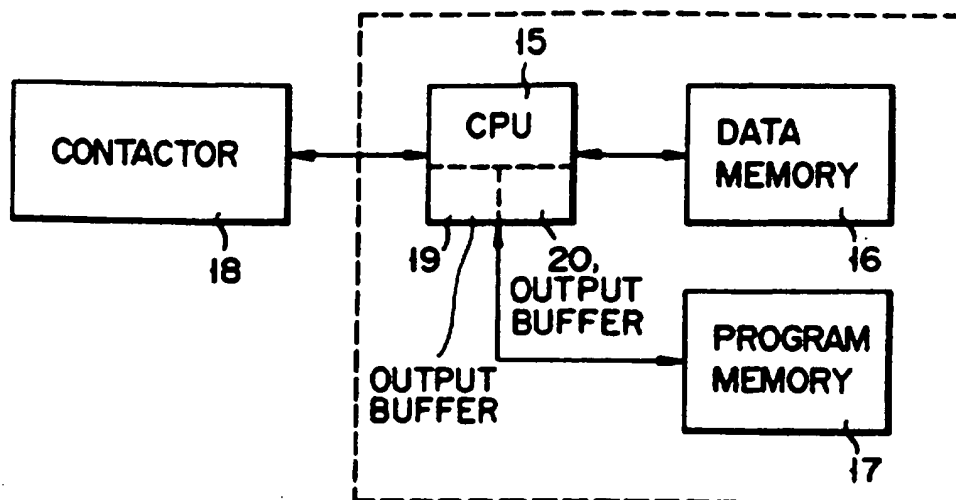 15
CONTACTOR
CPU
DATA
MEMORY
18
19
20,
OUTPUT
BUFFER
16
OUTPUT
BUFFER
PROGRAM
MEMORY
17